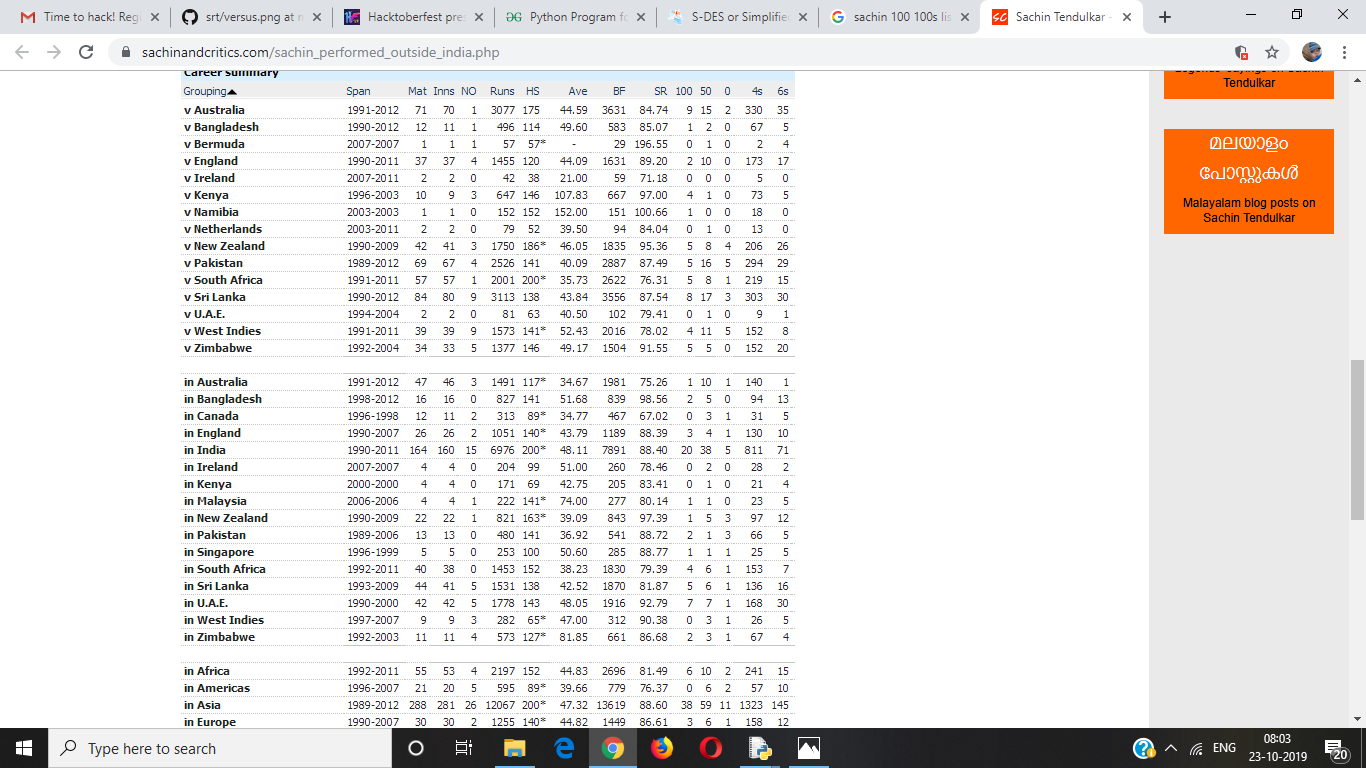 Time to hack! Regi
srt/versus.png at m
Hacktoberfest pres
Python Program fo
S-DES or Simplifie
sachin 100 100s lis
Sachin Tendulkar -
sachinandcritics.com/sachin_performed_outside_india.php
Career summary
Grouping Span Mat Inns NO Runs HS Ave BF SR 100 50 0 4s 6s
v Australia 1991-2012 71 70 1 3077 175 44.59 3631 84.74 9 15 2 330 35
v Bangladesh 1990-2012 12 11 1 496 114 49.60 583 85.07 1 2 0 67 5
v Bermuda 2007-2007 1 1 1 57 57* - 29 196.55 0 1 0 2 4
v England 1990-2011 37 37 4 1455 120 44.09 1631 89.20 2 10 0 173 17
v Ireland 2007-2011 2 2 0 42 38 21.00 59 71.18 0 0 0 5 0
v Kenya 1996-2003 10 9 3 647 146 107.83 667 97.00 4 1 0 73 5
v Namibia 2003-2003 1 1 0 152 152 152.00 151 100.66 1 0 0 18 0
v Netherlands 2003-2011 2 2 0 79 52 39.50 94 84.04 0 1 0 13 0
v New Zealand 1990-2009 42 41 3 1750 186* 46.05 1835 95.36 5 8 4 206 26
v Pakistan 1989-2012 69 67 4 2526 141 40.09 2887 87.49 5 16 5 294 29
v South Africa 1991-2011 57 57 1 2001 200* 35.73 2622 76.31 5 8 1 219 15
v Sri Lanka 1990-2012 84 80 9 3113 138 43.84 3556 87.54 8 17 3 303 30
v U.A.E. 1994-2004 2 2 0 81 63 40.50 102 79.41 0 1 0 9 1
v West Indies 1991-2011 39 39 9 1573 141* 52.43 2016 78.02 4 11 5 152 8
v Zimbabwe 1992-2004 34 33 5 1377 146 49.17 1504 91.55 5 5 0 152 20
in Australia 1991-2012 47 46 3 1491 117* 34.67 1981 75.26 1 10 1 140 1
in Bangladesh 1998-2012 16 16 0 827 141 51.68 839 98.56 2 5 0 94 13
in Canada 1996-1998 12 11 2 313 89* 34.77 467 67.02 0 3 1 31 5
in England 1990-2007 26 26 2 1051 140* 43.79 1189 88.39 3 4 1 130 10
in India 1990-2011 164 160 15 6976 200* 48.11 7891 88.40 20 38 5 811 71
in Ireland 2007-2007 4 4 0 204 99 51.00 260 78.46 0 2 0 28 2
in Kenya 2000-2000 4 4 0 171 69 42.75 205 83.41 0 1 0 21 4
in Malaysia 2006-2006 4 4 1 222 141* 74.00 277 80.14 1 1 0 23 5
in New Zealand 1990-2009 22 22 1 821 163* 39.09 843 97.39 1 5 3 97 12
in Pakistan 1989-2006 13 13 0 480 141 36.92 541 88.72 2 1 3 66 5
in Singapore 1996-1999 5 5 0 253 100 50.60 285 88.77 1 1 1 25 5
in South Africa 1992-2011 40 38 0 1453 152 38.23 1830 79.39 4 6 1 153 7
in Sri Lanka 1993-2009 44 41 5 1531 138 42.52 1870 81.87 5 6 1 136 16
in U.A.E. 1990-2000 42 42 5 1778 143 48.05 1916 92.79 7 7 1 168 30
in West Indies 1997-2007 9 9 3 282 65* 47.00 312 90.38 0 3 1 26 5
in Zimbabwe 1992-2003 11 11 4 573 127* 81.85 661 86.68 2 3 1 67 4
in Africa 1992-2011 55 53 4 2197 152 44.83 2696 81.49 6 10 2 241 15
in Americas 1996-2007 21 20 5 595 89* 39.66 779 76.37 0 6 2 57 10
in Asia 1989-2012 288 281 26 12067 200* 47.32 13619 88.60 38 59 11 1323 145
in Europe 1990-2007 30 30 2 1255 140* 44.82 1449 86.61 3 6 1 158 12
on Sachin
Tendulkar
മലയാളം
പോസ്റ്റുകൾ
Malayalam blog posts on
Sachin Tendulkar
Type here to search
ENG
08:03
23-10-2019
20